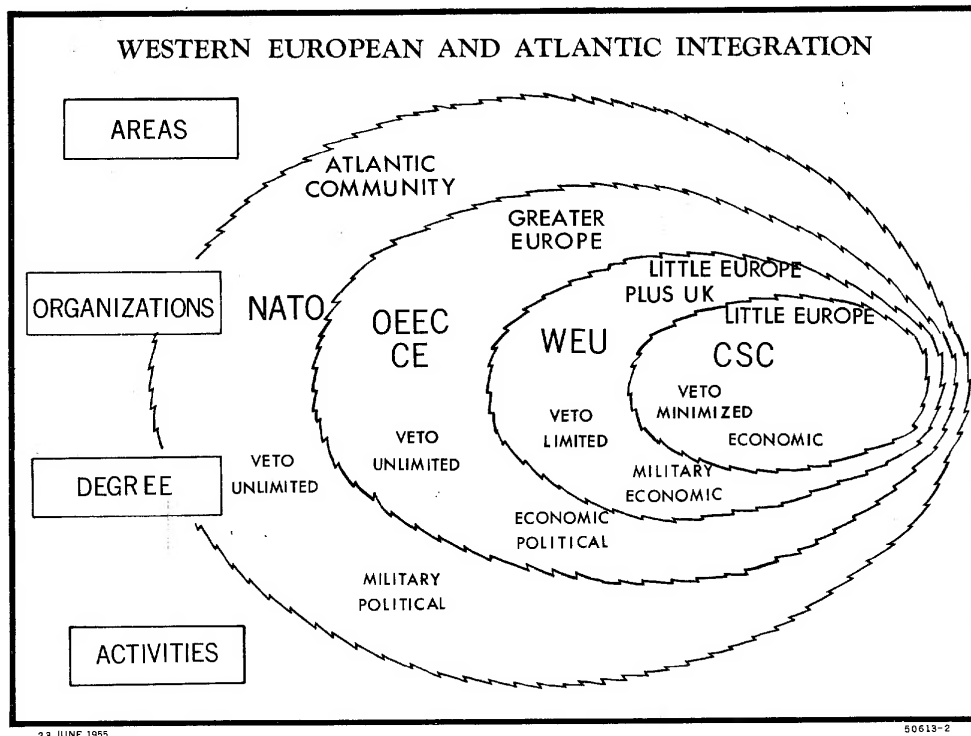 WESTERN EUROPEAN AND ATLANTIC INTEGRATION
AREAS
ATLANTIC
COMMUNITY
GREATER
EUROPE
LITTLE EUROPE
PLUS UK
LITTLE EUROPE
ORGANIZATIONS
NATO
OEEC
CE
WEU
CSC
DEGREE
VETO
UNLIMITED
VETO
UNLIMITED
VETO
LIMITED
VETO
MINIMIZED
ECONOMIC
MILITARY
ECONOMIC
ECONOMIC
POLITICAL
MILITARY
POLITICAL
ACTIVITIES
23 JUNE 1955
50613-2